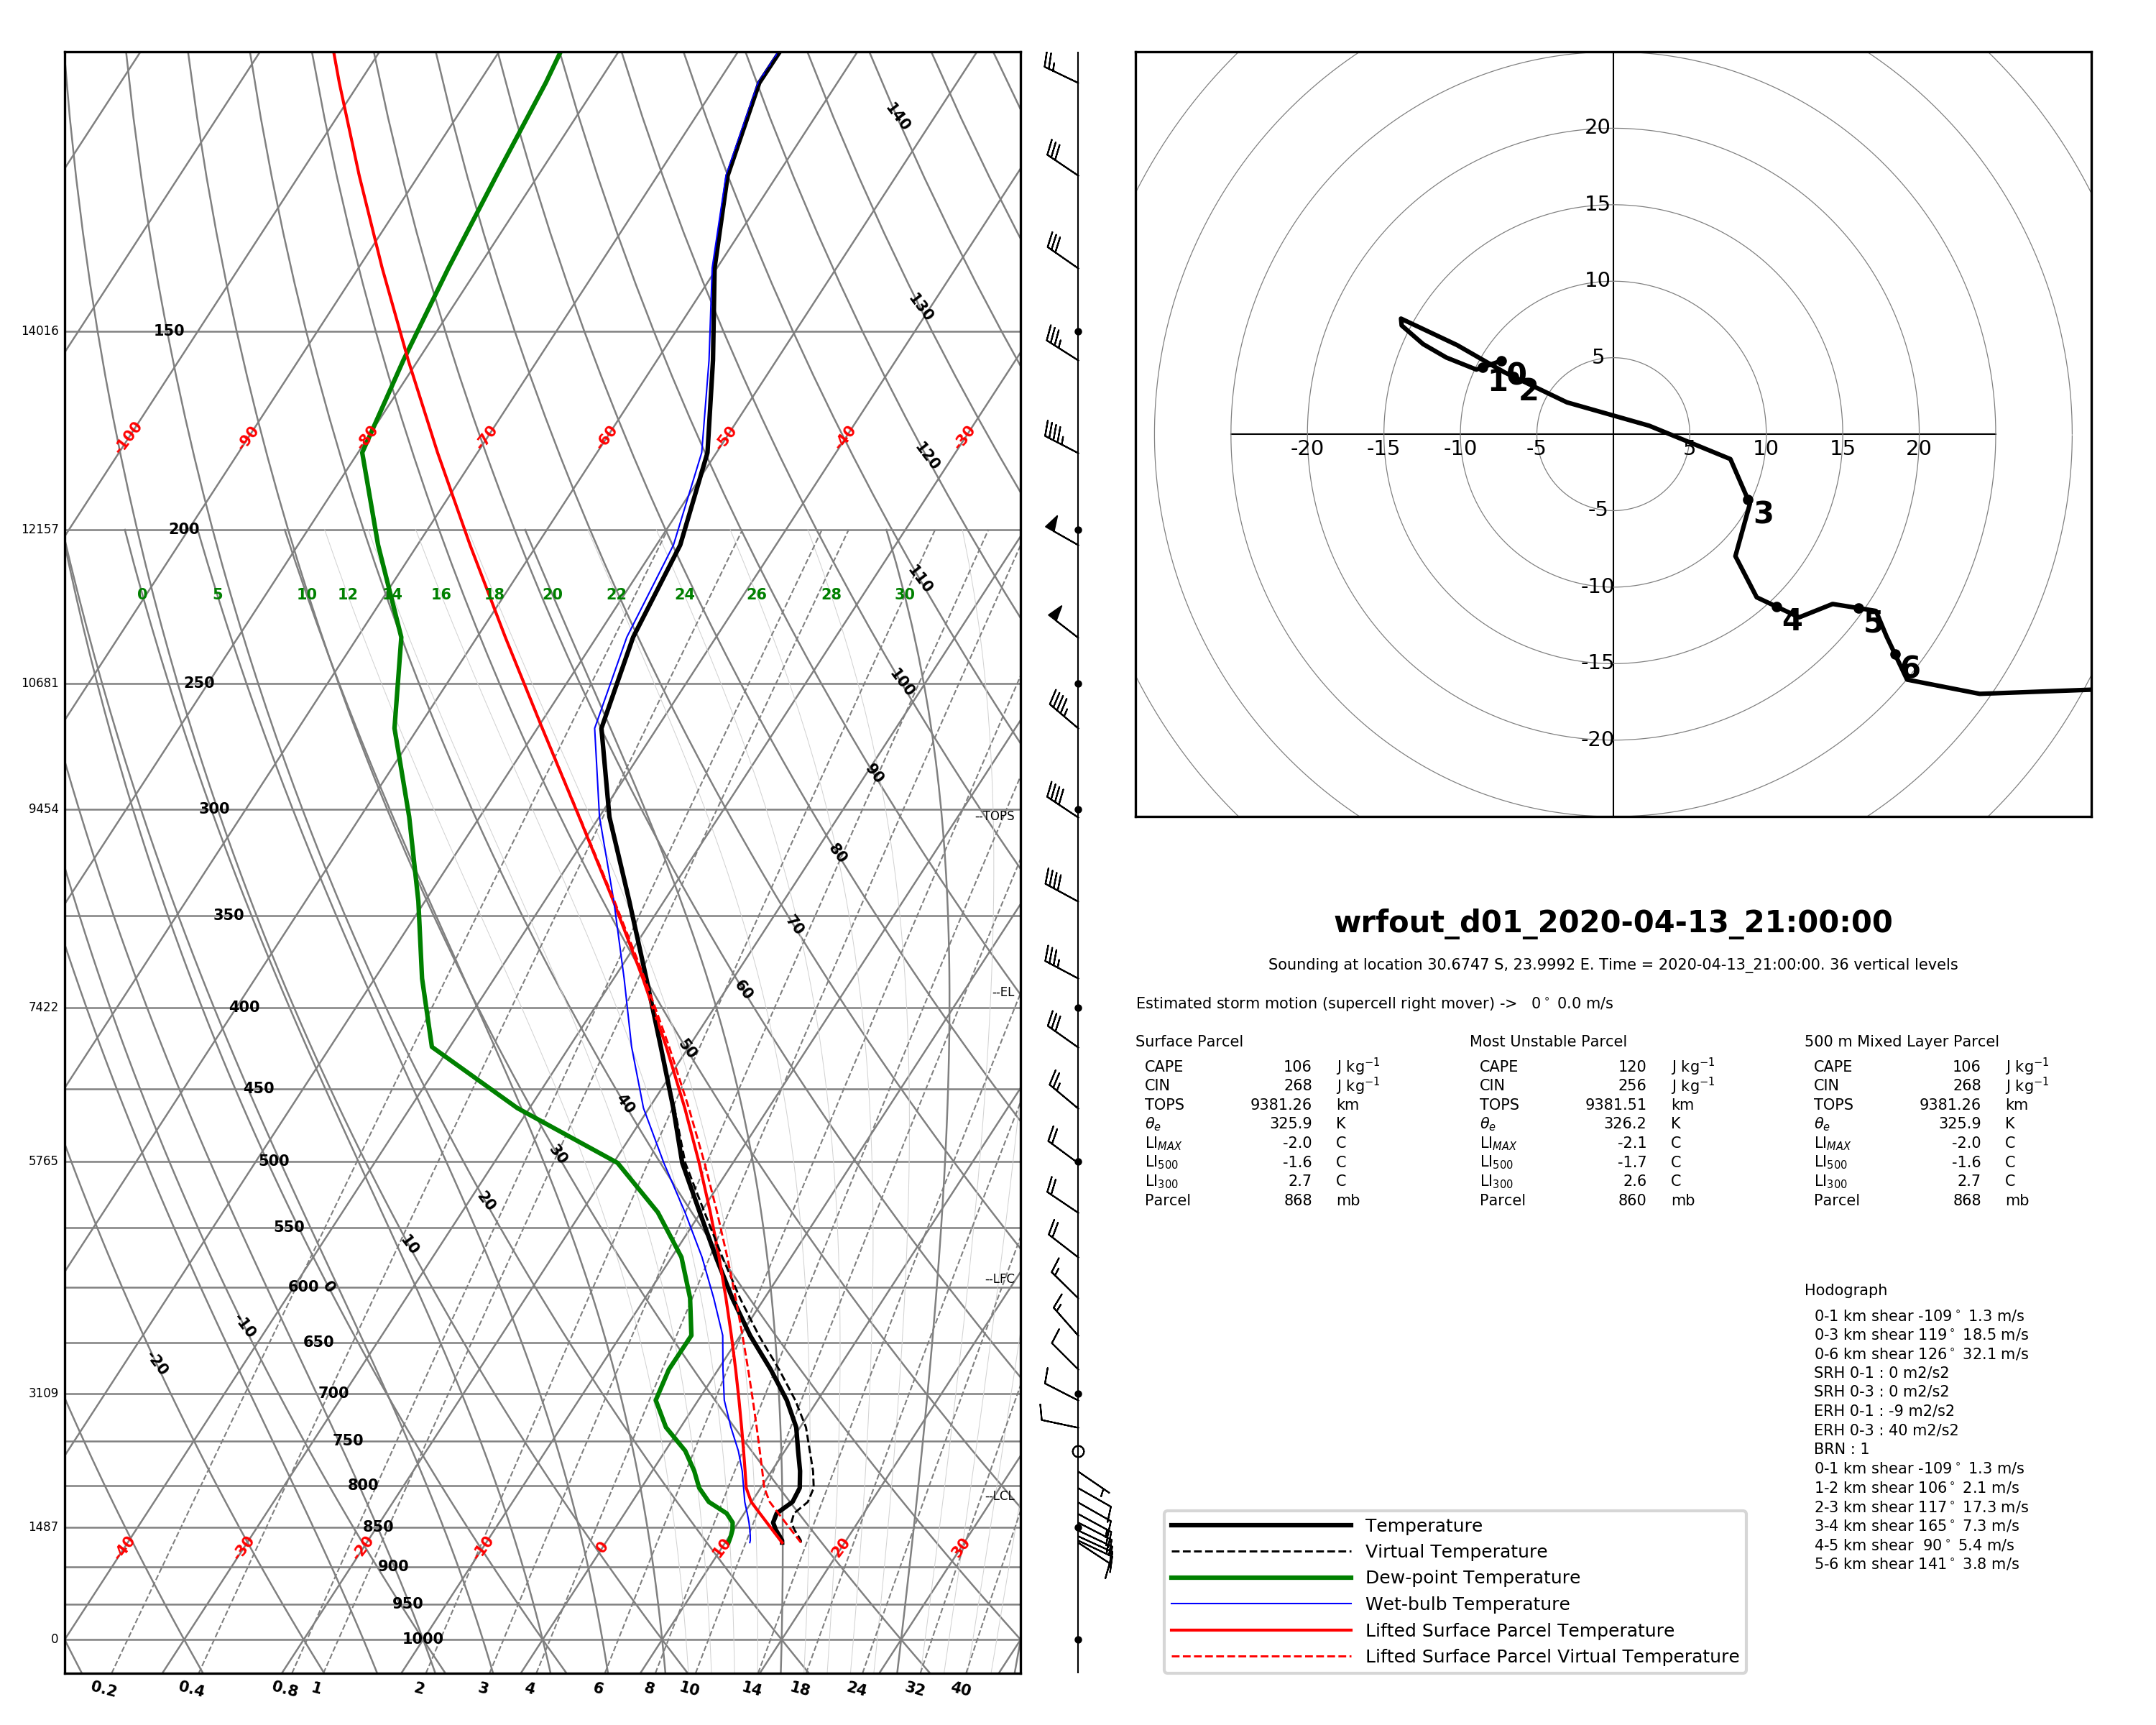 140
130
14016 150
-100 -90 -80 -70 -60 -50 -40 -30
120
12157 200
110
0 5 10 12 14 16 18 20 22 24 26 28 30
100
10681 250
90
9454 300
--TOPS
80
350
70
60
--EL
7422 400
50
450
40
5765 500
30
20
550
10
--LFC
600 0
-10
650
-20
3109 700
750
800
--LCL
1487 850
-40 -30 -20 -10 0 10 20 30
900
950
0 1000
0.2 0.4 0.8 1 2 3 4 6 8 10 14 18 24 32 40
20
15
10
5
-20 -15 -10 -5 5 10 15 20
-5
-10
-15
-20
0
1
2
3
4
5
6
wrfout_d01_2020-04-13_21:00:00
Sounding at location 30.6747 S, 23.9992 E. Time = 2020-04-13_21:00:00. 36 vertical levels
Estimated storm motion (supercell right mover) -> 0° 0.0 m/s
Surface Parcel
CAPE 106 J kg⁻¹
CIN 268 J kg⁻¹
TOPS 9381.26 km
θe 325.9 K
LIMAX -2.0 C
LI500 -1.6 C
LI300 2.7 C
Parcel 868 mb
Most Unstable Parcel
CAPE 120 J kg⁻¹
CIN 256 J kg⁻¹
TOPS 9381.51 km
θe 326.2 K
LIMAX -2.1 C
LI500 -1.7 C
LI300 2.6 C
Parcel 860 mb
500 m Mixed Layer Parcel
CAPE 106 J kg⁻¹
CIN 268 J kg⁻¹
TOPS 9381.26 km
θe 325.9 K
LIMAX -2.0 C
LI500 -1.6 C
LI300 2.7 C
Parcel 868 mb
Hodograph
0-1 km shear -109° 1.3 m/s
0-3 km shear 119° 18.5 m/s
0-6 km shear 126° 32.1 m/s
SRH 0-1 : 0 m2/s2
SRH 0-3 : 0 m2/s2
ERH 0-1 : -9 m2/s2
ERH 0-3 : 40 m2/s2
BRN : 1
0-1 km shear -109° 1.3 m/s
1-2 km shear 106° 2.1 m/s
2-3 km shear 117° 17.3 m/s
3-4 km shear 165° 7.3 m/s
4-5 km shear 90° 5.4 m/s
5-6 km shear 141° 3.8 m/s
Temperature
Virtual Temperature
Dew-point Temperature
Wet-bulb Temperature
Lifted Surface Parcel Temperature
Lifted Surface Parcel Virtual Temperature